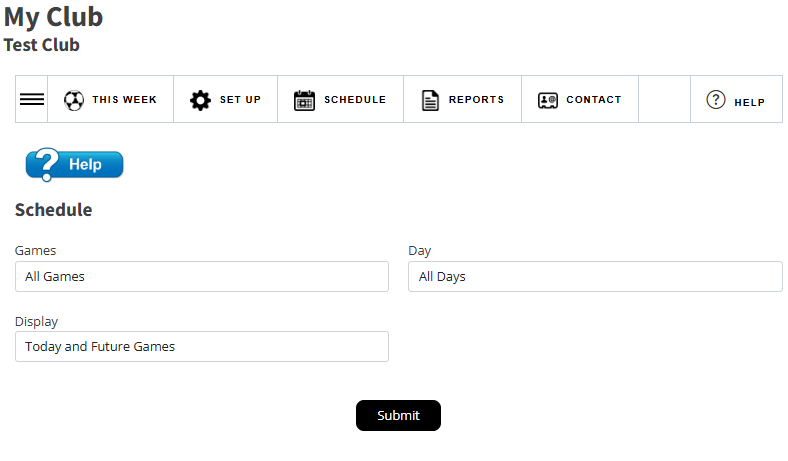 My Club
Test Club
THIS WEEK SET UP SCHEDULE REPORTS CONTACT HELP
? Help
Schedule
Games Day
All Games All Days
Display
Today and Future Games
Submit